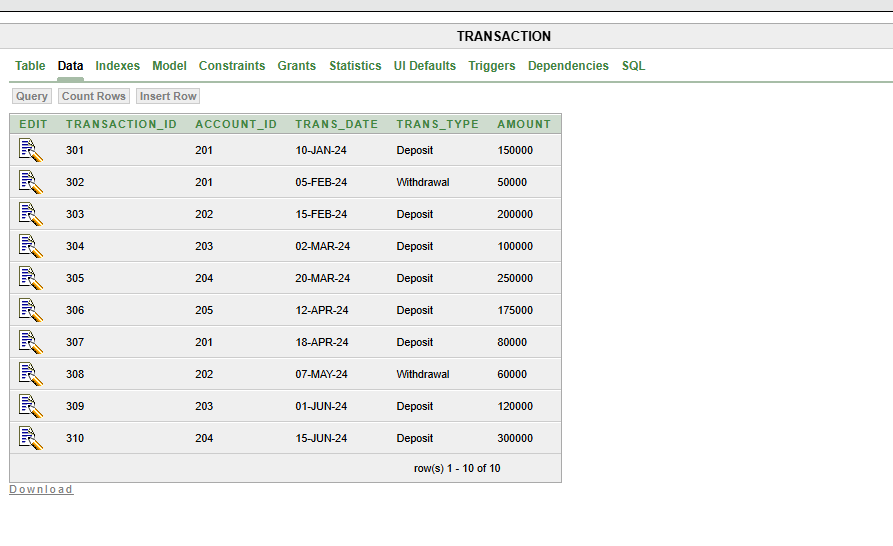 TRANSACTION
Table Data Indexes Model Constraints Grants Statistics UI Defaults Triggers Dependencies SQL
Query Count Rows Insert Row
EDIT TRANSACTION_ID ACCOUNT_ID TRANS_DATE TRANS_TYPE AMOUNT
301 201 10-JAN-24 Deposit 150000
302 201 05-FEB-24 Withdrawal 50000
303 202 15-FEB-24 Deposit 200000
304 203 02-MAR-24 Deposit 100000
305 204 20-MAR-24 Deposit 250000
306 205 12-APR-24 Deposit 175000
307 201 18-APR-24 Deposit 80000
308 202 07-MAY-24 Withdrawal 60000
309 203 01-JUN-24 Deposit 120000
310 204 15-JUN-24 Deposit 300000
row(s) 1 - 10 of 10
Download